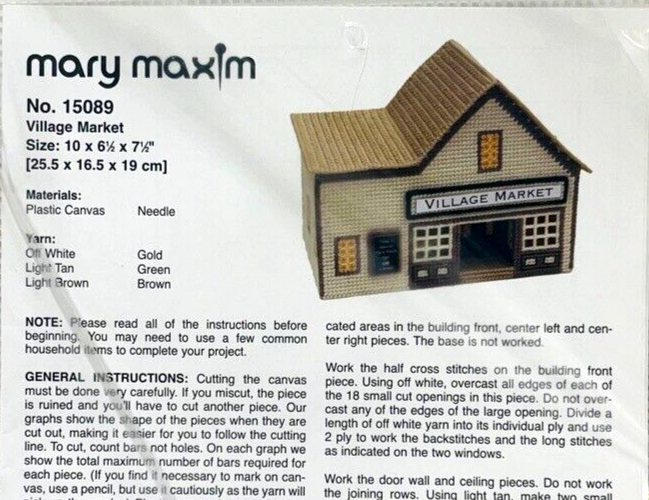 mary maxim
No. 15089
Village Market
Size: 10 x 6½ x 7½"
[25.5 x 16.5 x 19 cm]
Materials:
Plastic Canvas Needle
Yarn:
Off White Gold
Light Tan Green
Light Brown Brown
VILLAGE MARKET
NOTE: Please read all of the instructions before
beginning. You may need to use a few common
household items to complete your project.
GENERAL INSTRUCTIONS: Cutting the canvas
must be done very carefully. If you miscut, the piece
is ruined and you'll have to cut another piece. Our
graphs show the shape of the pieces when they are
cut out, making it easier for you to follow the cutting
line. To cut, count bars not holes. On each graph we
show the total maximum number of bars required for
each piece. (If you find it necessary to mark on can-
vas, use a pencil, but use it cautiously as the yarn will
cated areas in the building front, center left and cen-
ter right pieces. The base is not worked.
Work the half cross stitches on the building front
piece. Using off white, overcast all edges of each of
the 18 small cut openings in this piece. Do not over-
cast any of the edges of the large opening. Divide a
length of off white yarn into its individual ply and use
2 ply to work the backstitches and the long stitches
as indicated on the two windows.
Work the door wall and ceiling pieces. Do not work
the joining rows. Using light tan, make two small